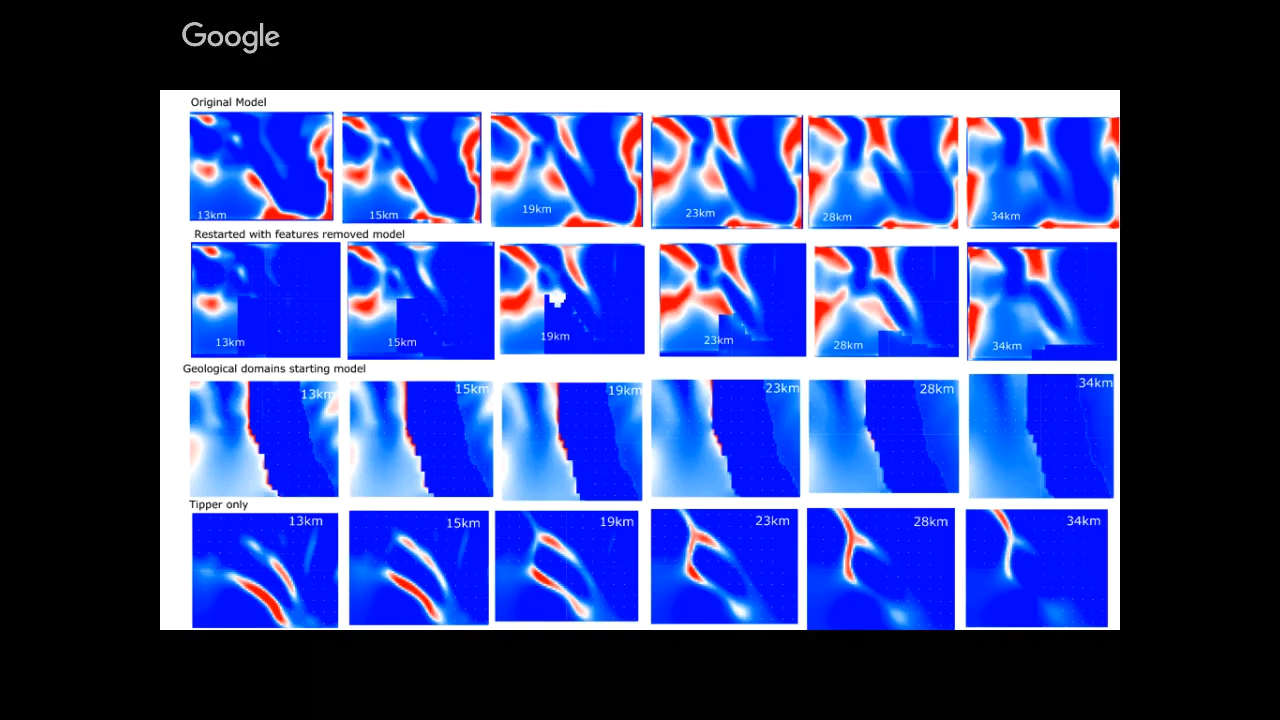 Google
Original Model
13km 15km 19km 23km 28km 34km
Restarted with features removed model
13km 15km 19km 23km 28km 34km
Geological domains starting model
13km 15km 19km 23km 28km 34km
Tipper only
13km 15km 19km 23km 28km 34km